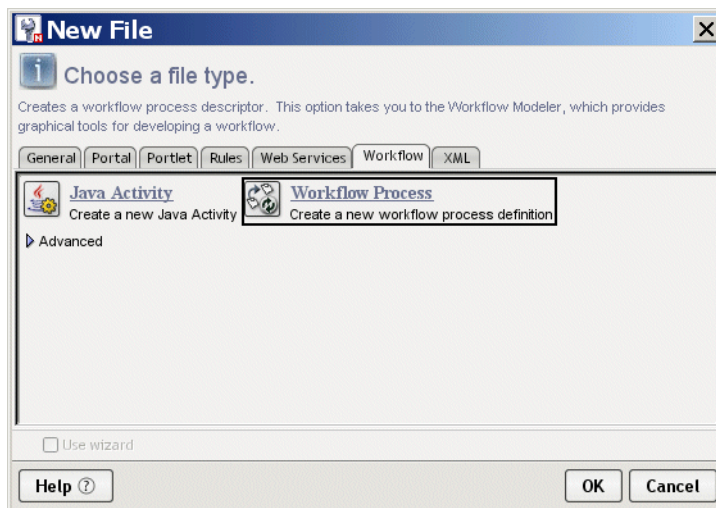 New File
Choose a file type.
Creates a workflow process descriptor. This option takes you to the Workflow Modeler, which provides
graphical tools for developing a workflow.
General Portal Portlet Rules Web Services Workflow XML
Java Activity Workflow Process
Create a new Java Activity Create a new workflow process definition
Advanced
Use wizard
Help ? OK Cancel